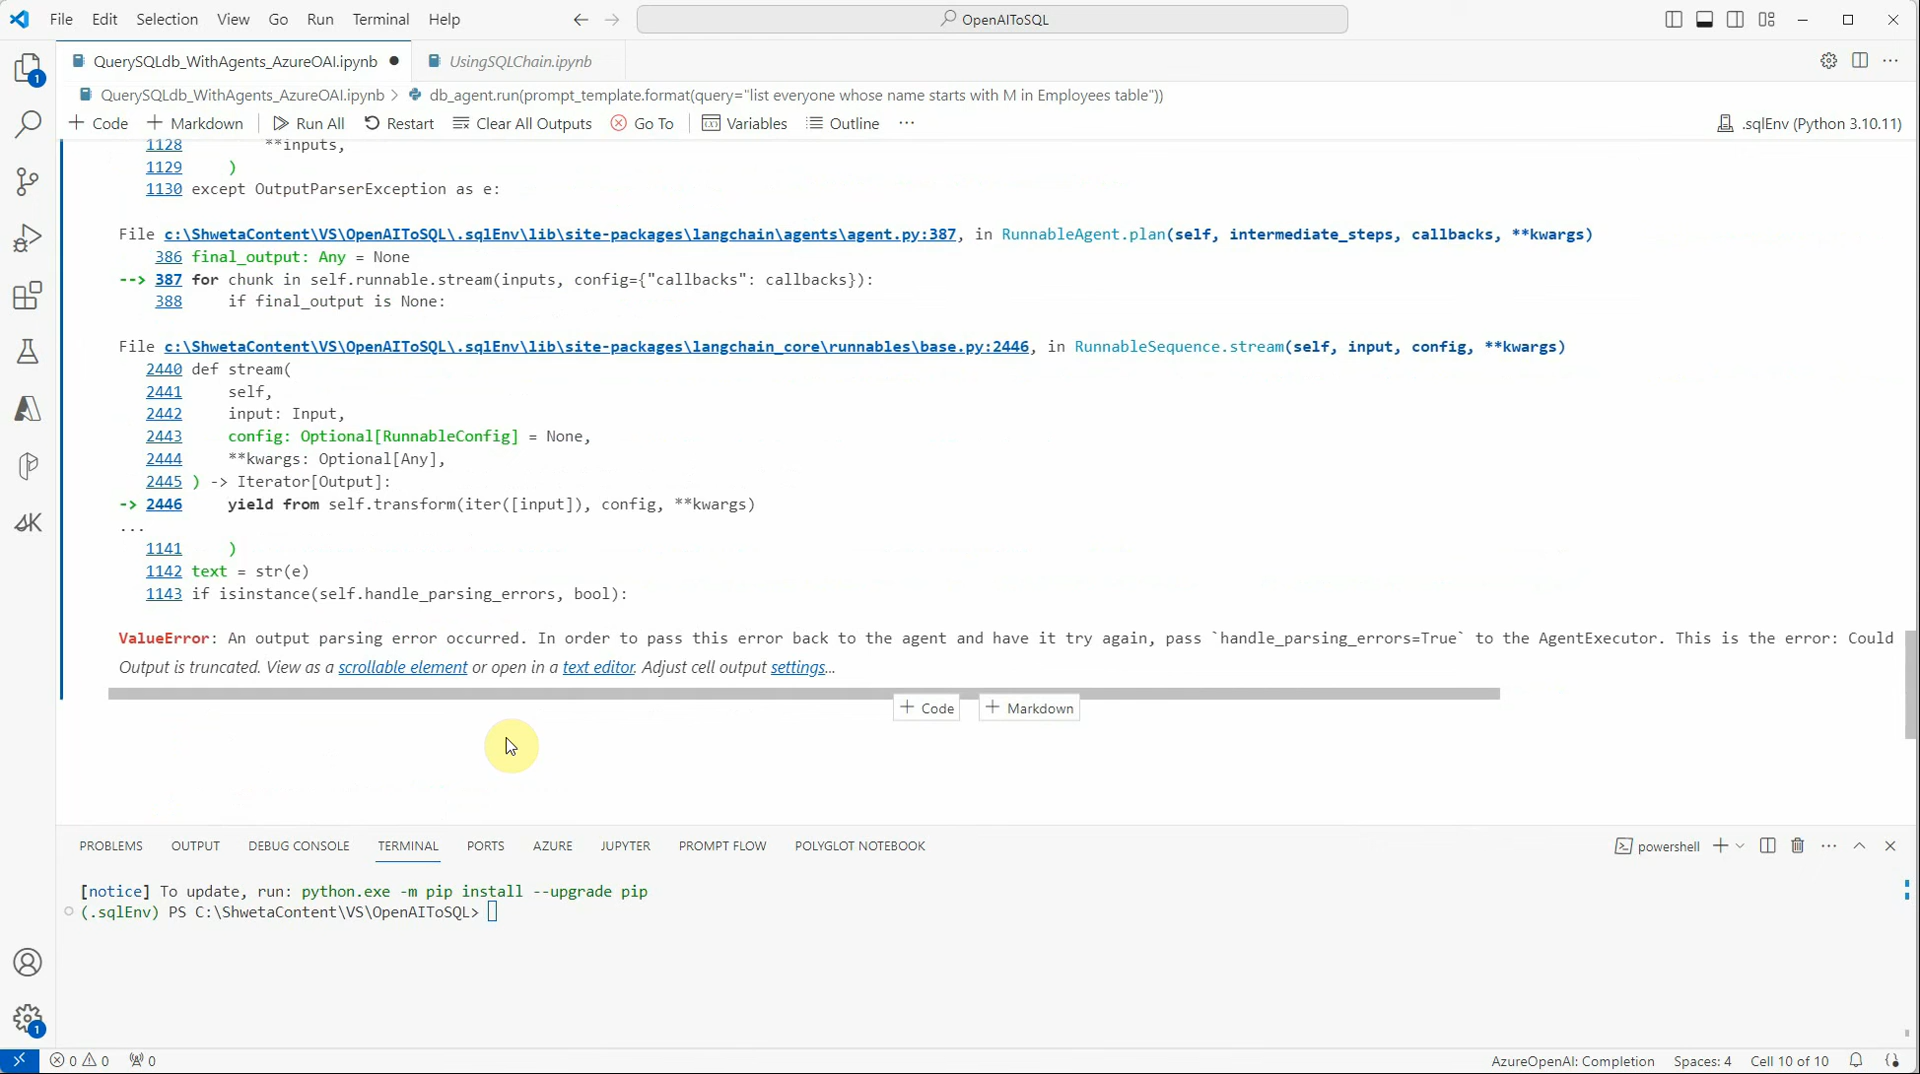 File Edit Selection View Go Run Terminal Help
OpenAIToSQL
QuerySQLdb_WithAgents_AzureOAI.ipynb
UsingSQLChain.ipynb
QuerySQLdb_WithAgents_AzureOAI.ipynb > db_agent.run(prompt_template.format(query="list everyone whose name starts with M in Employees table"))
+ Code + Markdown Run All Restart Clear All Outputs Go To Variables Outline ... .sqlEnv (Python 3.10.11)
1128 **inputs,
1129 )
1130 except OutputParserException as e:
File c:\ShwetaContent\VS\OpenAIToSQL\.sqlEnv\lib\site-packages\langchain\agents\agent.py:387, in RunnableAgent.plan(self, intermediate_steps, callbacks, **kwargs)
386 final_output: Any = None
--> 387 for chunk in self.runnable.stream(inputs, config={"callbacks": callbacks}):
388 if final_output is None:
File c:\ShwetaContent\VS\OpenAIToSQL\.sqlEnv\lib\site-packages\langchain_core\runnables\base.py:2446, in RunnableSequence.stream(self, input, config, **kwargs)
2440 def stream(
2441 self,
2442 input: Input,
2443 config: Optional[RunnableConfig] = None,
2444 **kwargs: Optional[Any],
2445 ) -> Iterator[Output]:
-> 2446 yield from self.transform(iter([input]), config, **kwargs)
...
1141 )
1142 text = str(e)
1143 if isinstance(self.handle_parsing_errors, bool):
ValueError: An output parsing error occurred. In order to pass this error back to the agent and have it try again, pass `handle_parsing_errors=True` to the AgentExecutor. This is the error: Could
Output is truncated. View as a scrollable element or open in a text editor. Adjust cell output settings...
+ Code + Markdown
PROBLEMS OUTPUT DEBUG CONSOLE TERMINAL PORTS AZURE JUPYTER PROMPT FLOW POLYGLOT NOTEBOOK powershell
[notice] To update, run: python.exe -m pip install --upgrade pip
(.sqlEnv) PS C:\ShwetaContent\VS\OpenAIToSQL>
1
1
0 0 0 AzureOpenAI: Completion Spaces: 4 Cell 10 of 10